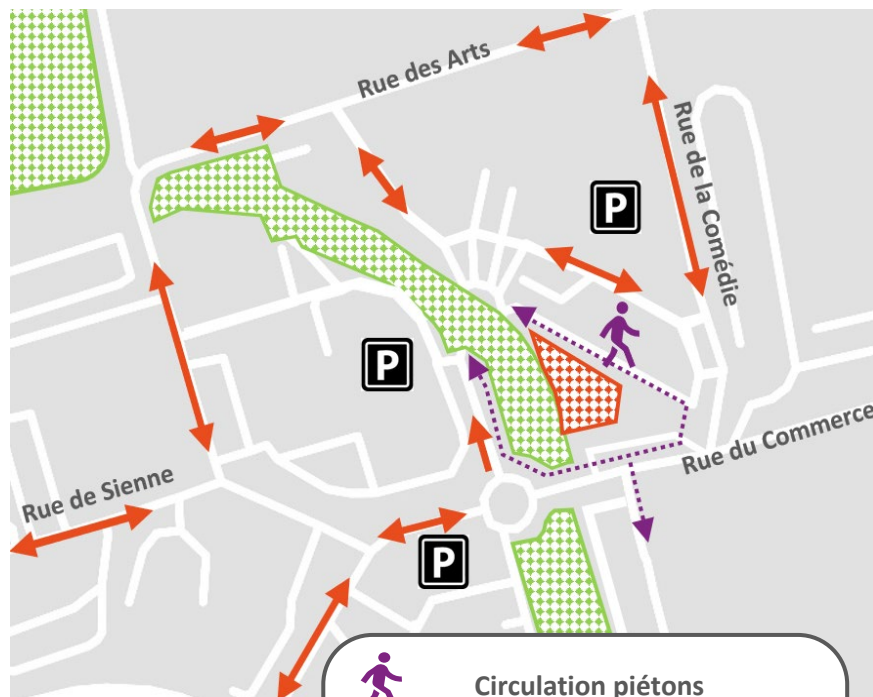 Rue des Arts
Rue de la Comédie
P
P
Rue du Commerce
Rue de Sienne
P
Circulation piétons